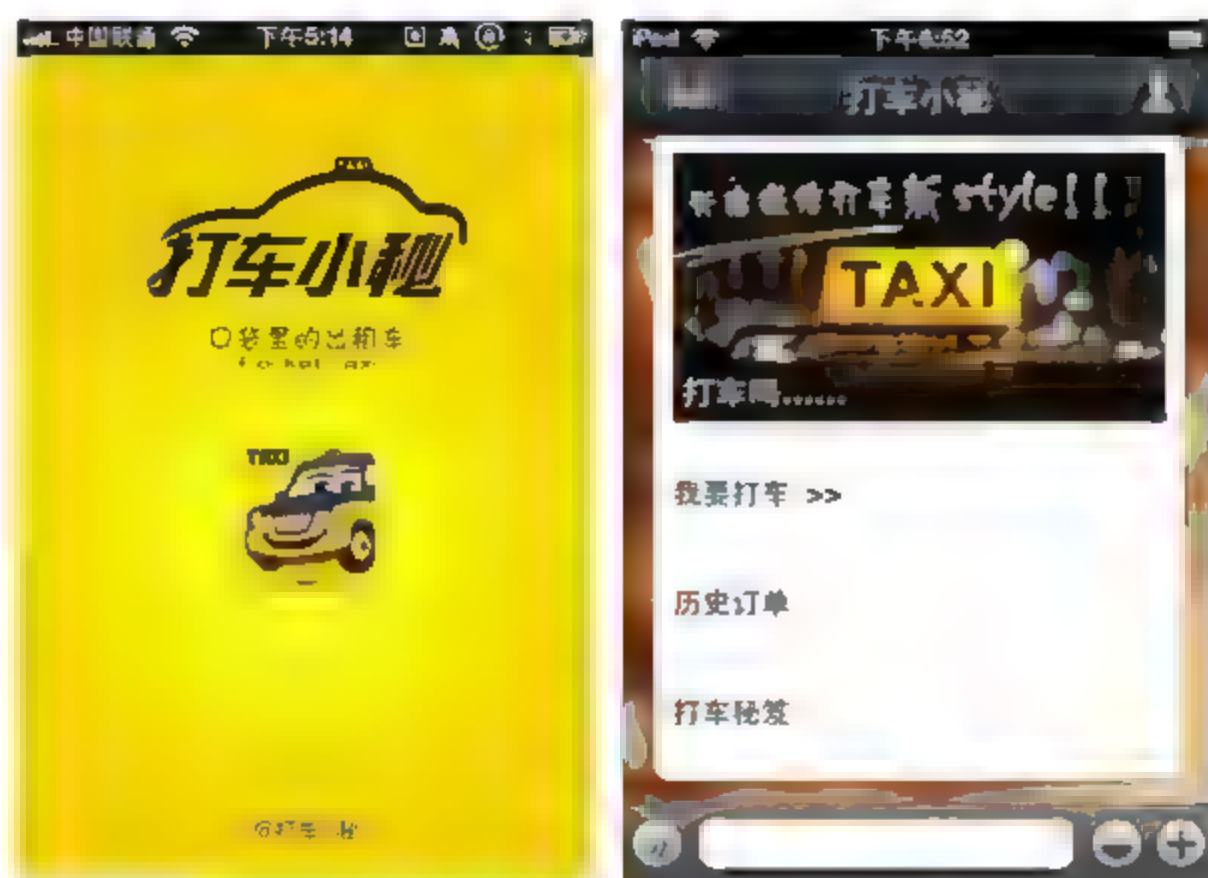 中国联通 下午5:14
TAXI
打车小秘
口袋里的出租车
TAXI
iPod 下午6:52
打车小秘
打车新style!!
TAXI
打车吗......
我要打车 >>
历史订单
打车秘笈